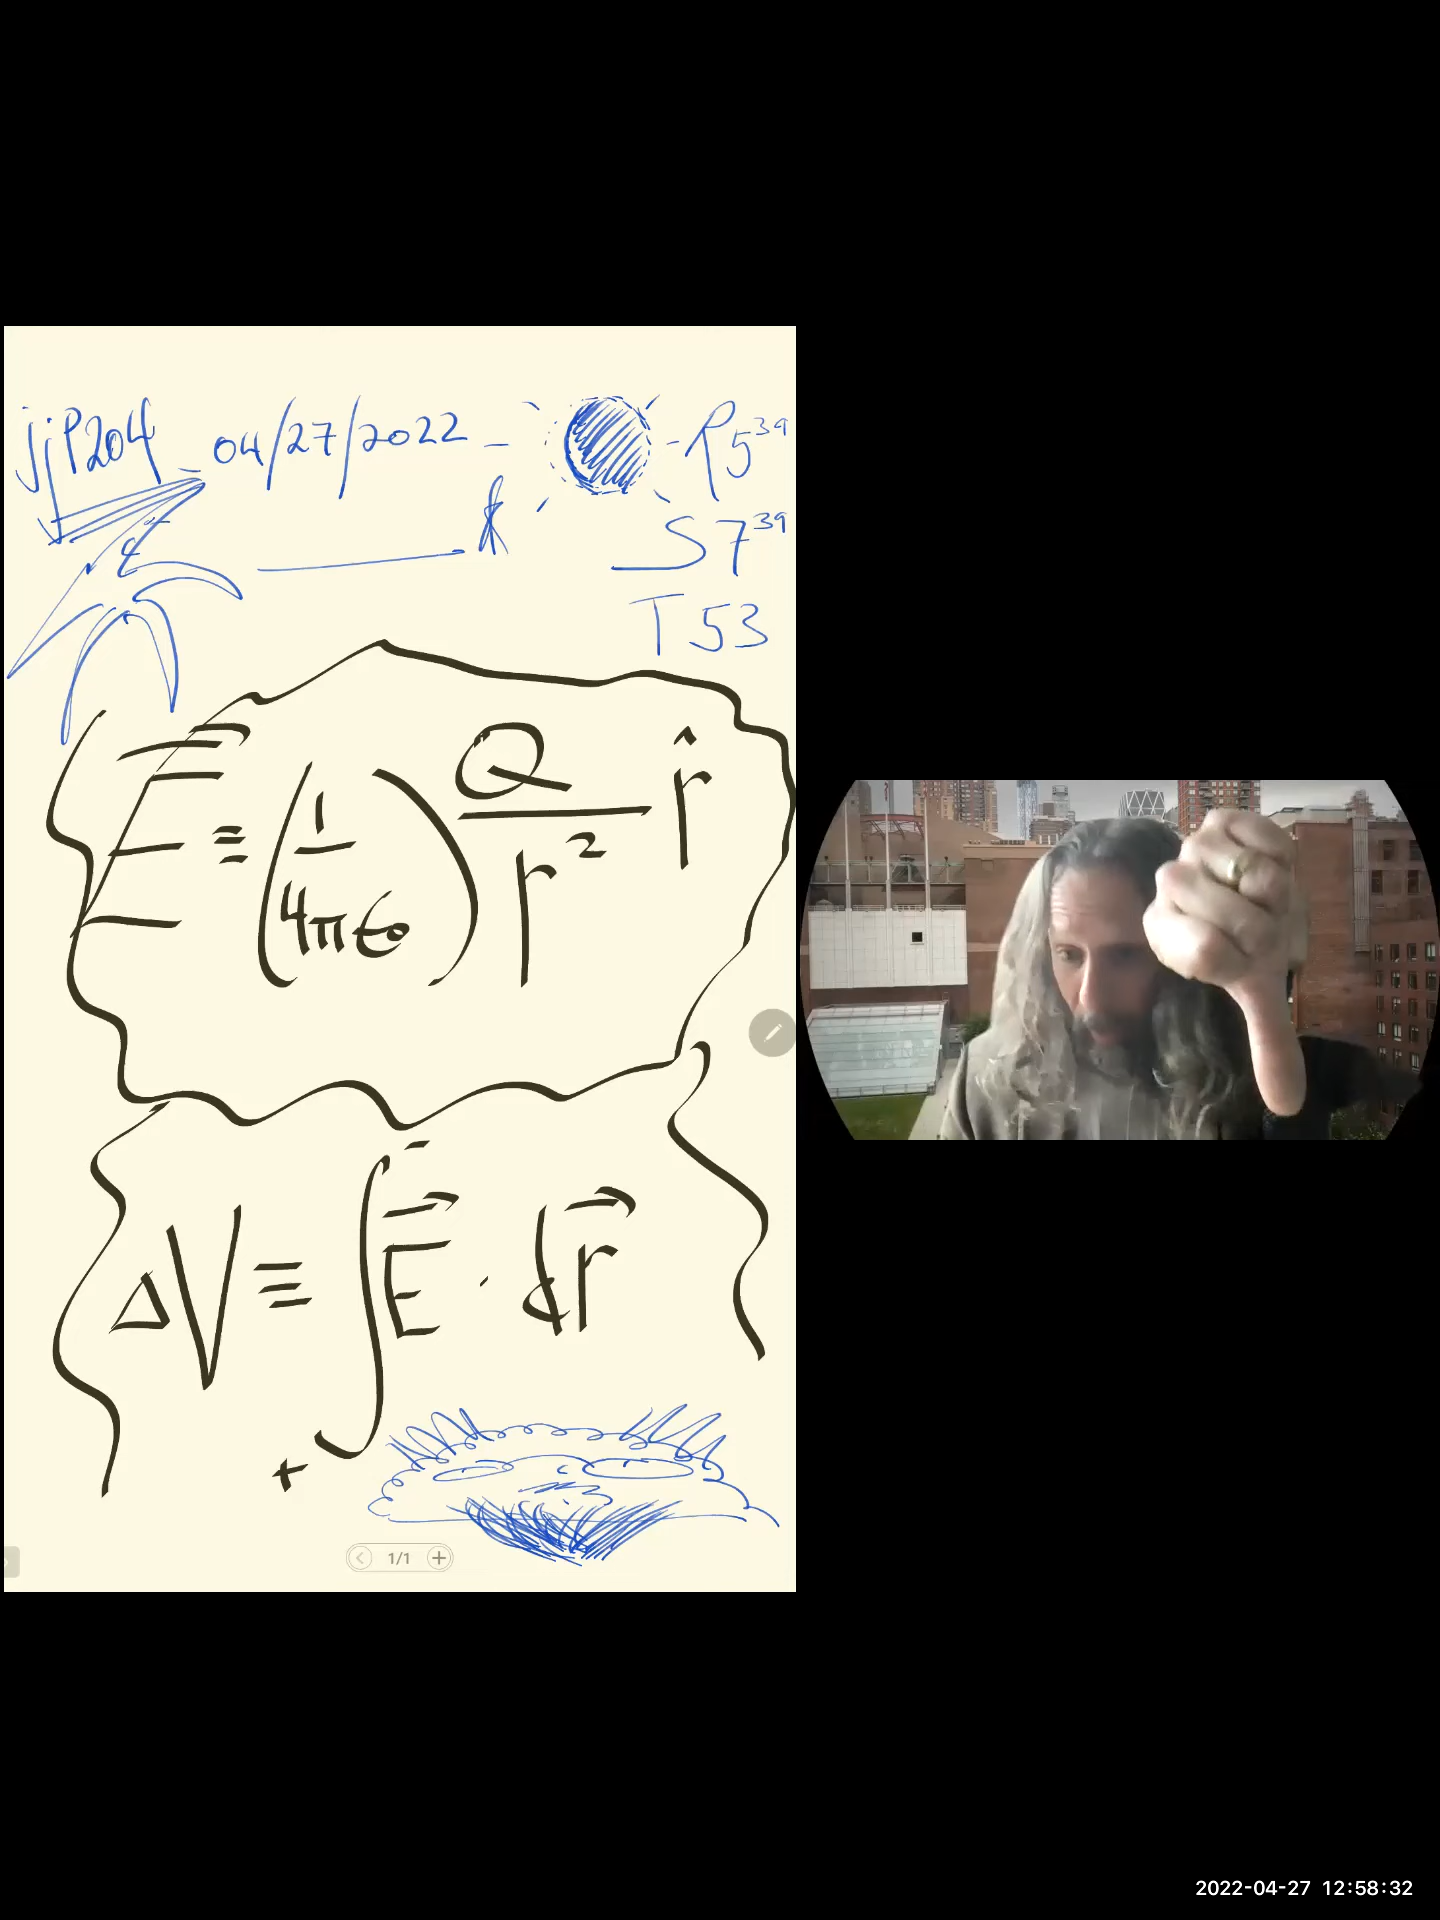 jjP204 04/27/2022 R5³⁹
S7³⁹
T53
E⃗ = (1/4πε₀) Q/r² r̂
ΔV ≡ ∫₊⁻ E⃗ · dr⃗
1/1
2022-04-27 12:58:32